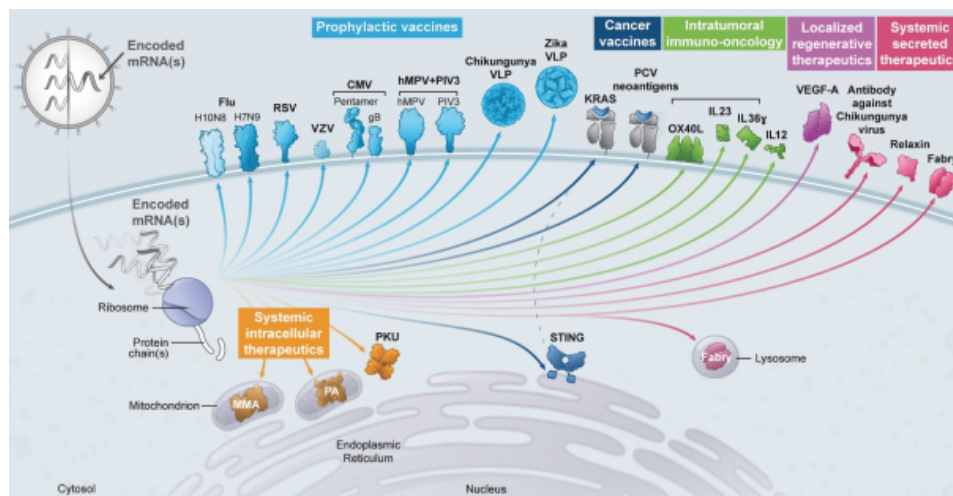 Encoded
mRNA(s)
Prophylactic vaccines
Cancer
vaccines
Intratumoral
immuno-oncology
Localized
regenerative
therapeutics
Systemic
secreted
therapeutics
Flu
H10N8
H7N9
RSV
VZV
CMV
Pentamer
gB
hMPV+PIV3
hMPV
PIV3
Chikungunya
VLP
Zika
VLP
KRAS
PCV
neoantigens
OX40L
IL23
IL36γ
IL12
VEGF-A
Antibody
against
Chikungunya
virus
Relaxin
Fabry
Encoded
mRNA(s)
Ribosome
Protein
chain(s)
Systemic
intracellular
therapeutics
PKU
STING
Fabry
Lysosome
Mitochondrion
MMA
PA
Endoplasmic
Reticulum
Cytosol
Nucleus